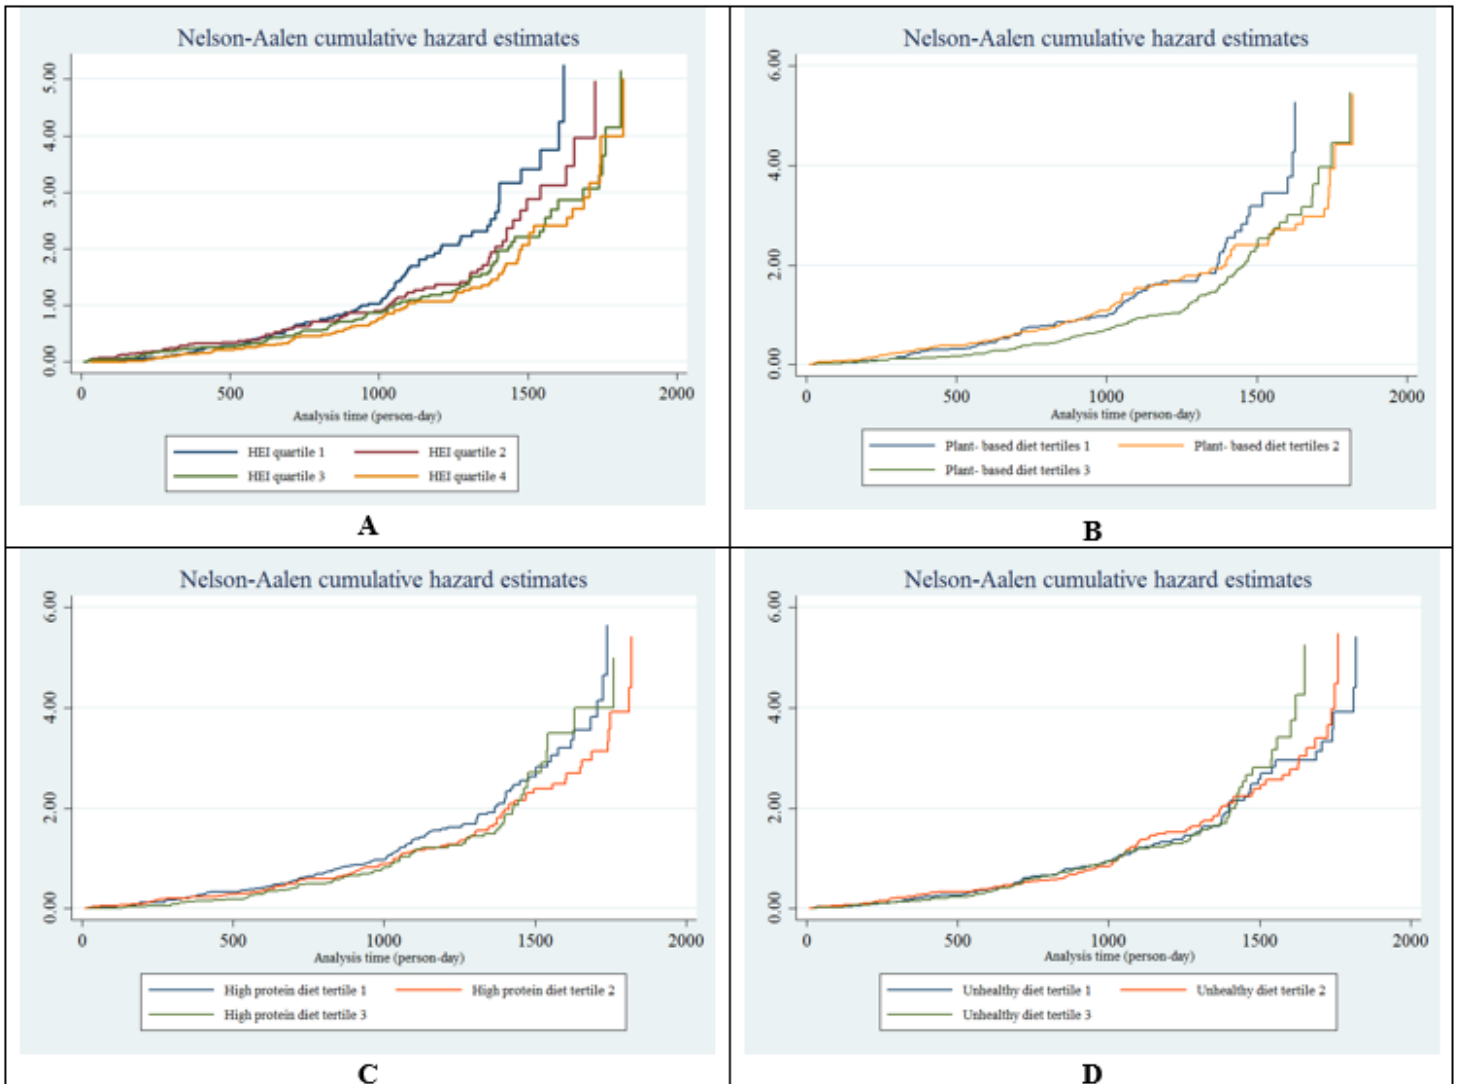 Nelson-Aalen cumulative hazard estimates
5.00
4.00
3.00
2.00
1.00
0.00
0 500 1000 1500 2000
Analysis time (person-day)
HEI quartile 1 HEI quartile 2
HEI quartile 3 HEI quartile 4
A
Nelson-Aalen cumulative hazard estimates
6.00
4.00
2.00
0.00
0 500 1000 1500 2000
Analysis time (person-day)
Plant- based diet tertiles 1 Plant- based diet tertiles 2
Plant- based diet tertiles 3
B
Nelson-Aalen cumulative hazard estimates
6.00
4.00
2.00
0.00
0 500 1000 1500 2000
Analysis time (person-day)
High protein diet tertile 1 High protein diet tertile 2
High protein diet tertile 3
C
Nelson-Aalen cumulative hazard estimates
6.00
4.00
2.00
0.00
0 500 1000 1500 2000
Analysis time (person-day)
Unhealthy diet tertile 1 Unhealthy diet tertile 2
Unhealthy diet tertile 3
D